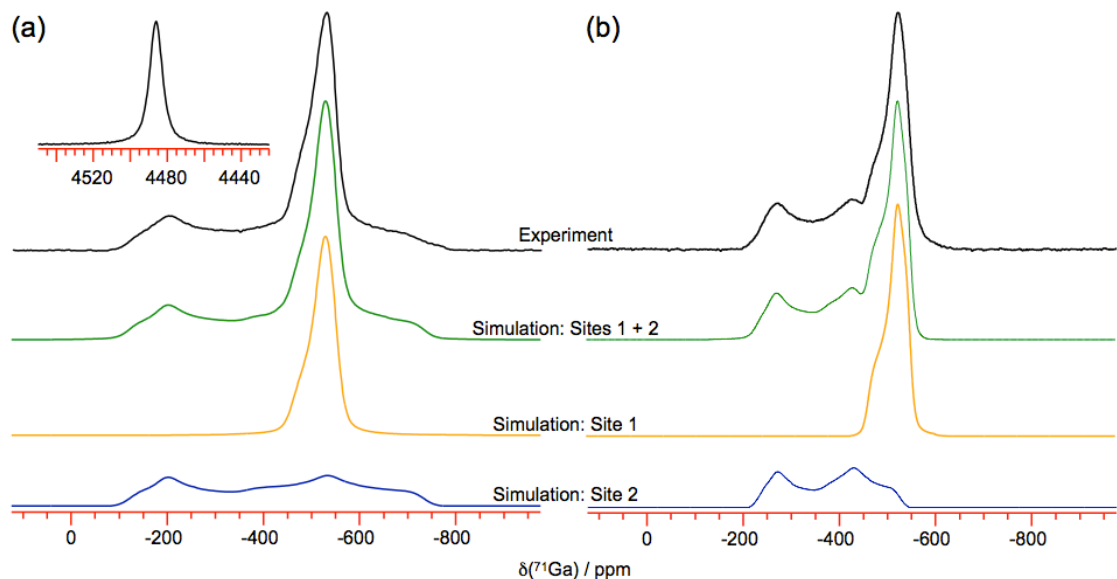 (a)
(b)
4520 4480 4440
Experiment
Simulation: Sites 1 + 2
Simulation: Site 1
Simulation: Site 2
0 -200 -400 -600 -800
0 -200 -400 -600 -800
δ(⁷¹Ga) / ppm